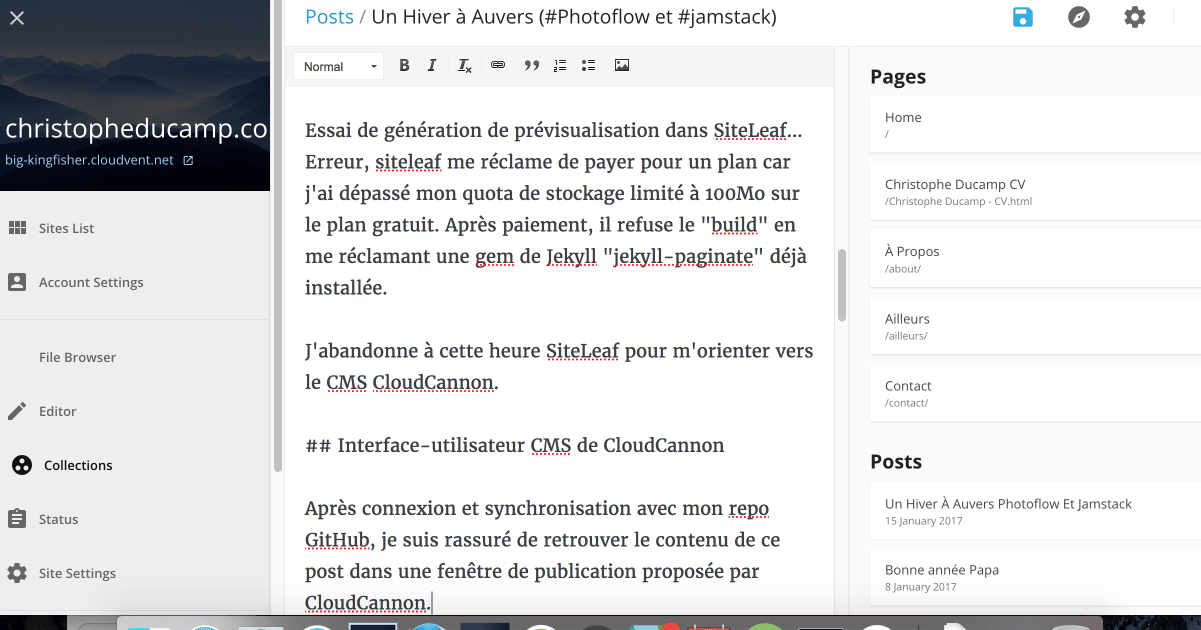 Posts / Un Hiver à Auvers (#Photoflow et #jamstack)
christopheducamp.co
big-kingfisher.cloudvent.net
Sites List
Account Settings
File Browser
Editor
Collections
Status
Site Settings
Normal
Essai de génération de prévisualisation dans SiteLeaf...
Erreur, siteleaf me réclame de payer pour un plan car
j'ai dépassé mon quota de stockage limité à 100Mo sur
le plan gratuit. Après paiement, il refuse le "build" en
me réclamant une gem de Jekyll "jekyll-paginate" déjà
installée.
J'abandonne à cette heure SiteLeaf pour m'orienter vers
le CMS CloudCannon.
## Interface-utilisateur CMS de CloudCannon
Après connexion et synchronisation avec mon repo
GitHub, je suis rassuré de retrouver le contenu de ce
post dans une fenêtre de publication proposée par
CloudCannon.
Pages
Home
/
Christophe Ducamp CV
/Christophe Ducamp - CV.html
À Propos
/about/
Ailleurs
/ailleurs/
Contact
/contact/
Posts
Un Hiver À Auvers Photoflow Et Jamstack
15 January 2017
Bonne année Papa
8 January 2017